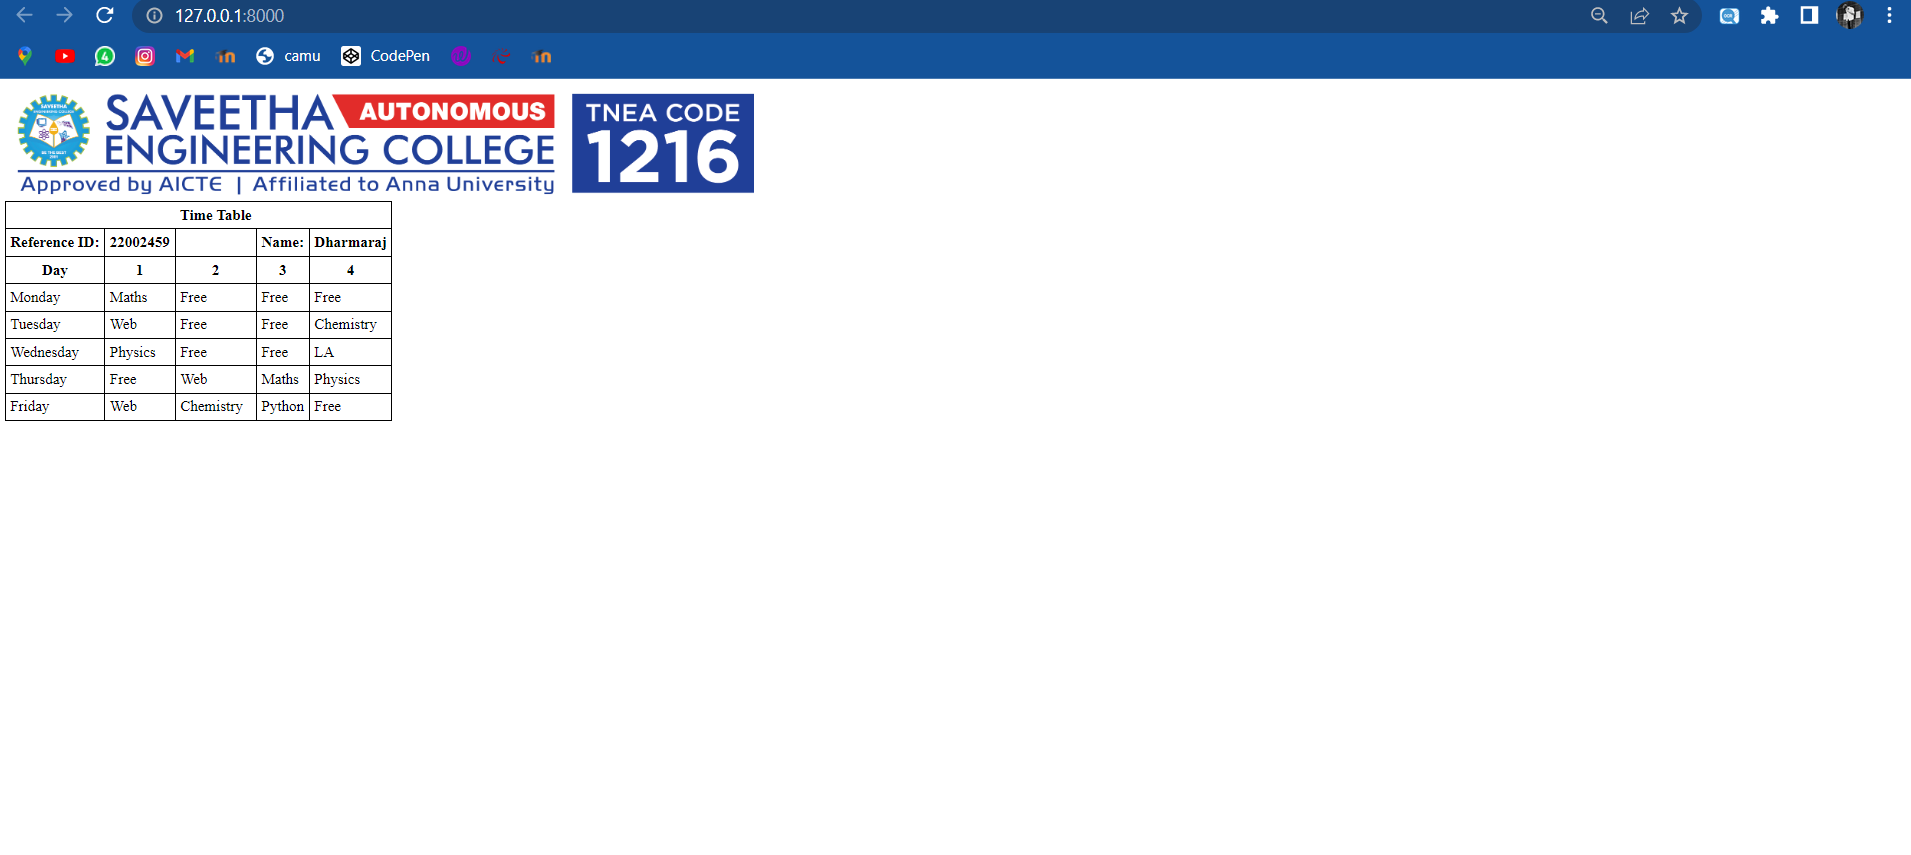 127.0.0.1:8000
camu CodePen
SAVEETHA AUTONOMOUS
ENGINEERING COLLEGE
Approved by AICTE | Affiliated to Anna University
TNEA CODE
1216
Time Table
Reference ID: 22002459 Name: Dharmaraj
Day 1 2 3 4
Monday Maths Free Free Free
Tuesday Web Free Free Chemistry
Wednesday Physics Free Free LA
Thursday Free Web Maths Physics
Friday Web Chemistry Python Free